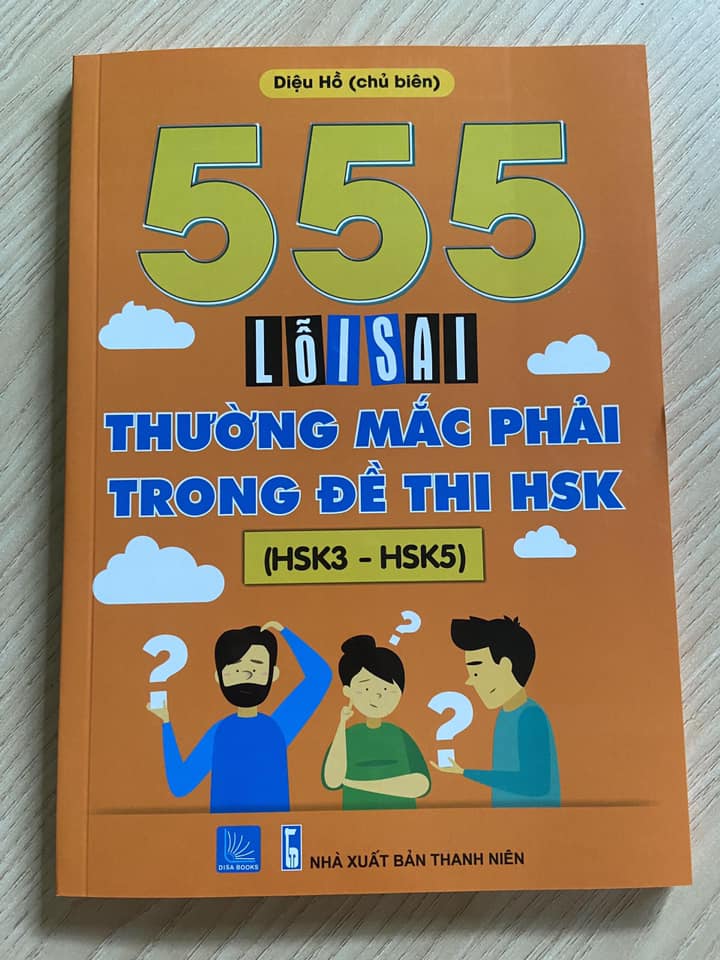 Diệu Hồ (chủ biên)
555
LỖI SAI
THƯỜNG MẮC PHẢI
TRONG ĐỀ THI HSK
(HSK3 - HSK5)
?
?
?
DISA BOOKS
NHÀ XUẤT BẢN THANH NIÊN